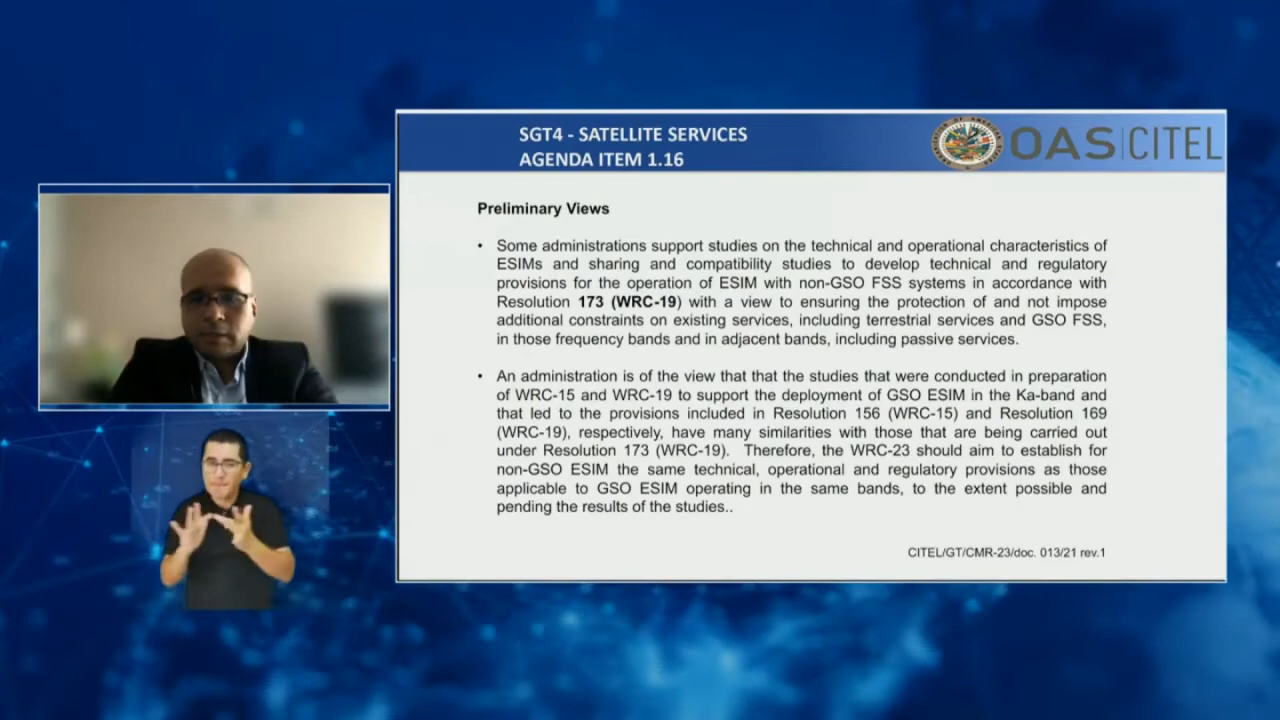 SGT4 - SATELLITE SERVICES
AGENDA ITEM 1.16
OAS|CITEL
Preliminary Views
• Some administrations support studies on the technical and operational characteristics of
ESIMs and sharing and compatibility studies to develop technical and regulatory
provisions for the operation of ESIM with non-GSO FSS systems in accordance with
Resolution 173 (WRC-19) with a view to ensuring the protection of and not impose
additional constraints on existing services, including terrestrial services and GSO FSS,
in those frequency bands and in adjacent bands, including passive services.
• An administration is of the view that that the studies that were conducted in preparation
of WRC-15 and WRC-19 to support the deployment of GSO ESIM in the Ka-band and
that led to the provisions included in Resolution 156 (WRC-15) and Resolution 169
(WRC-19), respectively, have many similarities with those that are being carried out
under Resolution 173 (WRC-19). Therefore, the WRC-23 should aim to establish for
non-GSO ESIM the same technical, operational and regulatory provisions as those
applicable to GSO ESIM operating in the same bands, to the extent possible and
pending the results of the studies..
CITEL/GT/CMR-23/doc. 013/21 rev.1